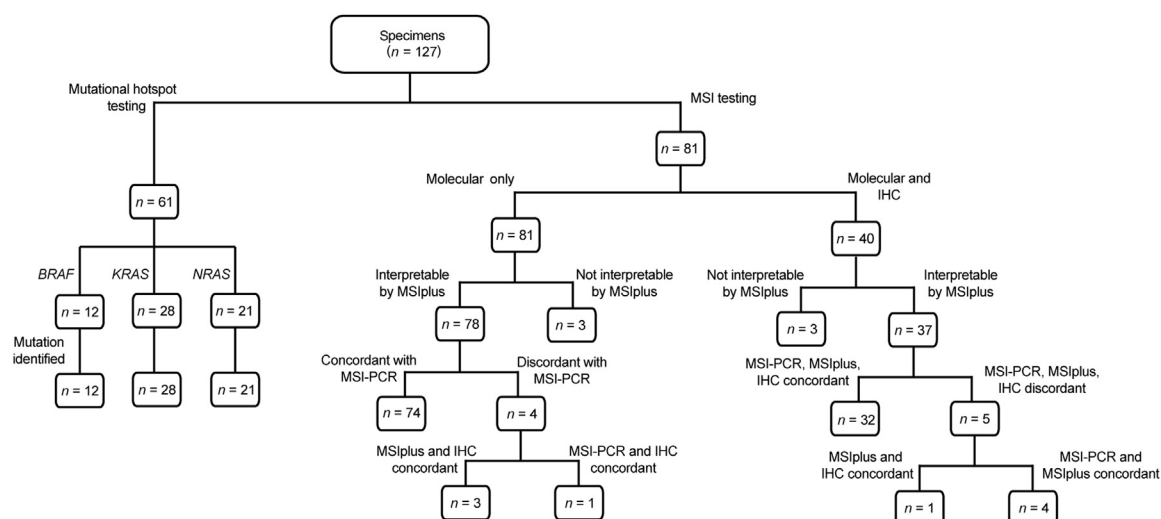 Specimens
(n = 127)
Mutational hotspot
testing
MSI testing
n = 81
Molecular only
Molecular and
IHC
n = 61
n = 81
n = 40
BRAF
KRAS
NRAS
Interpretable
by MSIplus
Not interpretable
by MSIplus
Not interpretable
by MSIplus
Interpretable
by MSIplus
n = 12
n = 28
n = 21
n = 78
n = 3
n = 3
n = 37
Mutation
identified
Concordant with
MSI-PCR
Discordant with
MSI-PCR
MSI-PCR, MSIplus,
IHC concordant
MSI-PCR, MSIplus,
IHC discordant
n = 12
n = 28
n = 21
n = 74
n = 4
n = 32
n = 5
MSIplus and IHC
concordant
MSI-PCR and IHC
concordant
MSIplus and
IHC concordant
MSI-PCR and
MSIplus concordant
n = 3
n = 1
n = 1
n = 4